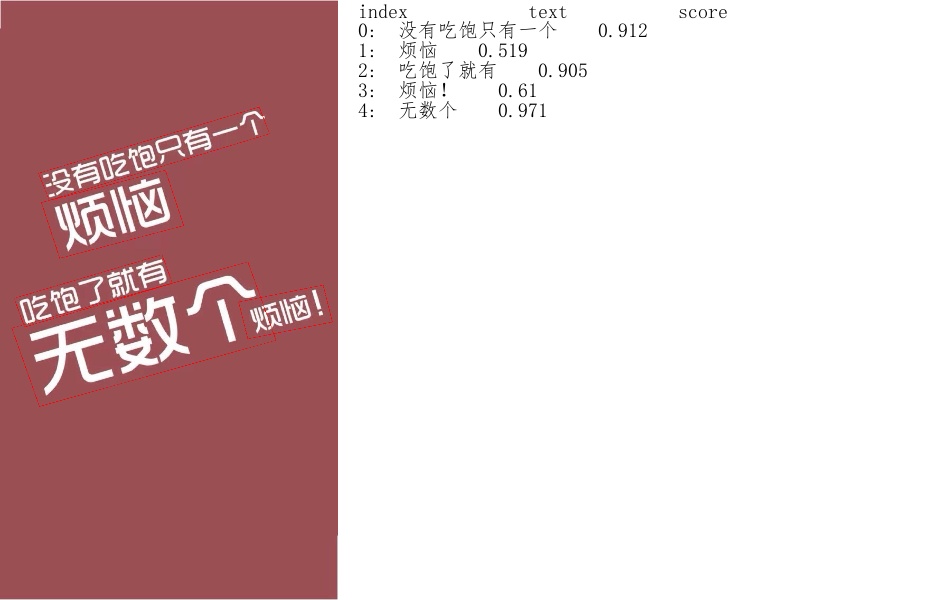 没有吃饱只有一个
烦恼
吃饱了就有
无数个烦恼！
index text score
0: 没有吃饱只有一个 0.912
1: 烦恼 0.519
2: 吃饱了就有 0.905
3: 烦恼! 0.61
4: 无数个 0.971